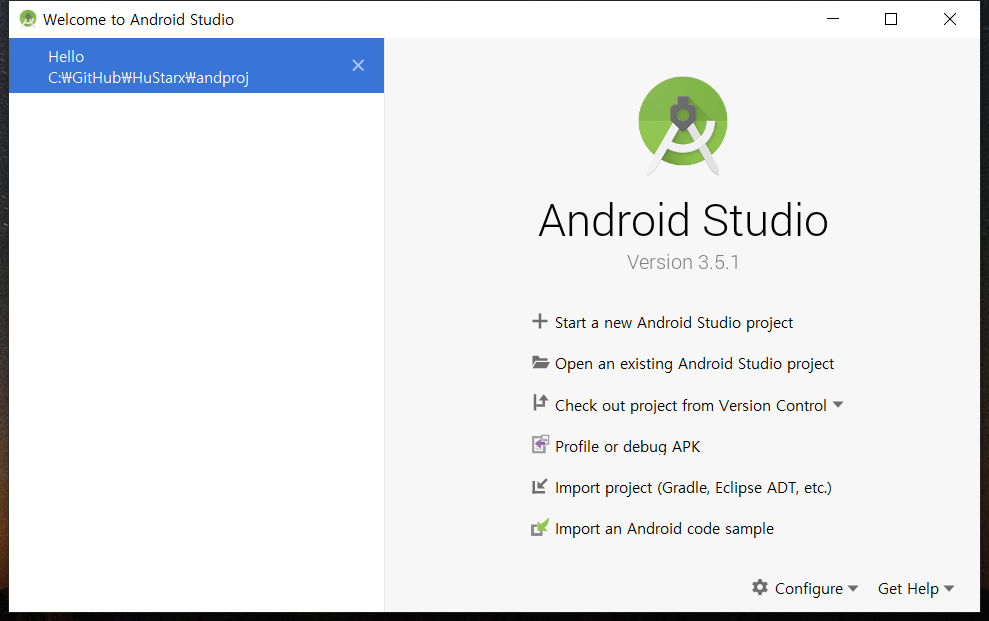 Welcome to Android Studio
Hello
C:₩GitHub₩HuStarx₩andproj
Android Studio
Version 3.5.1
Start a new Android Studio project
Open an existing Android Studio project
Check out project from Version Control
Profile or debug APK
Import project (Gradle, Eclipse ADT, etc.)
Import an Android code sample
Configure
Get Help